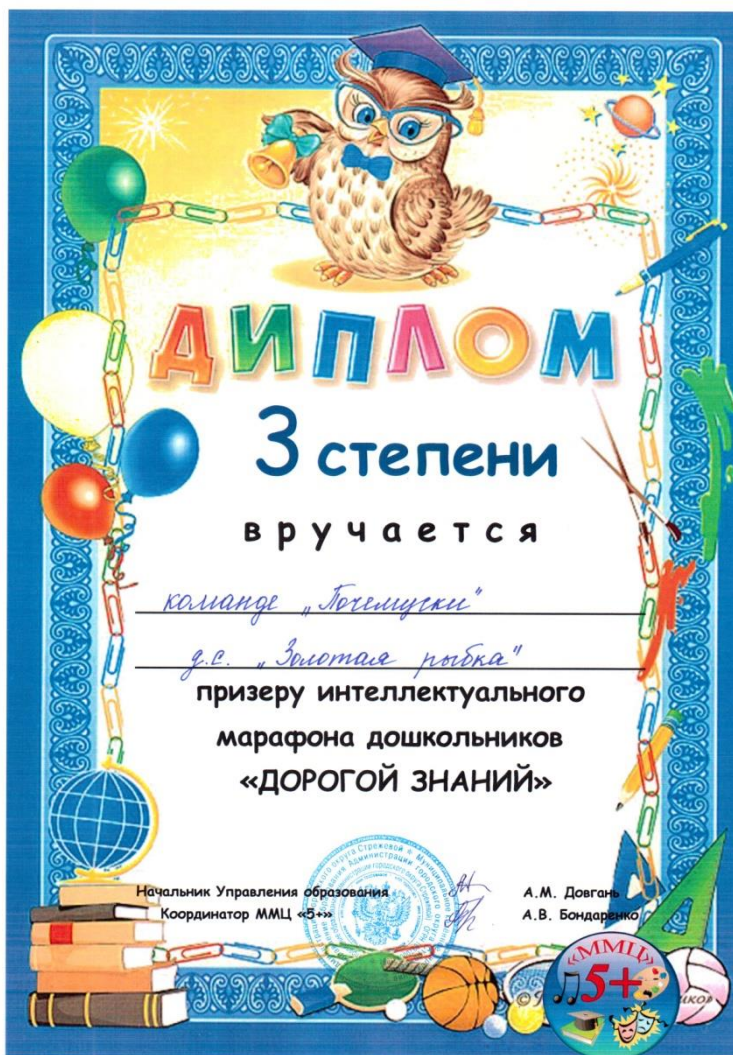 ДИПЛОМ
3 степени
вручается
команде „Почемучки"
д.с. „Золотая рыбка"
призеру интеллектуального
марафона дошкольников
«ДОРОГОЙ ЗНАНИЙ»
Начальник Управления образования А.М. Довгань
Координатор ММЦ «5+» А.В. Бондаренко
«ММЦ»
5+